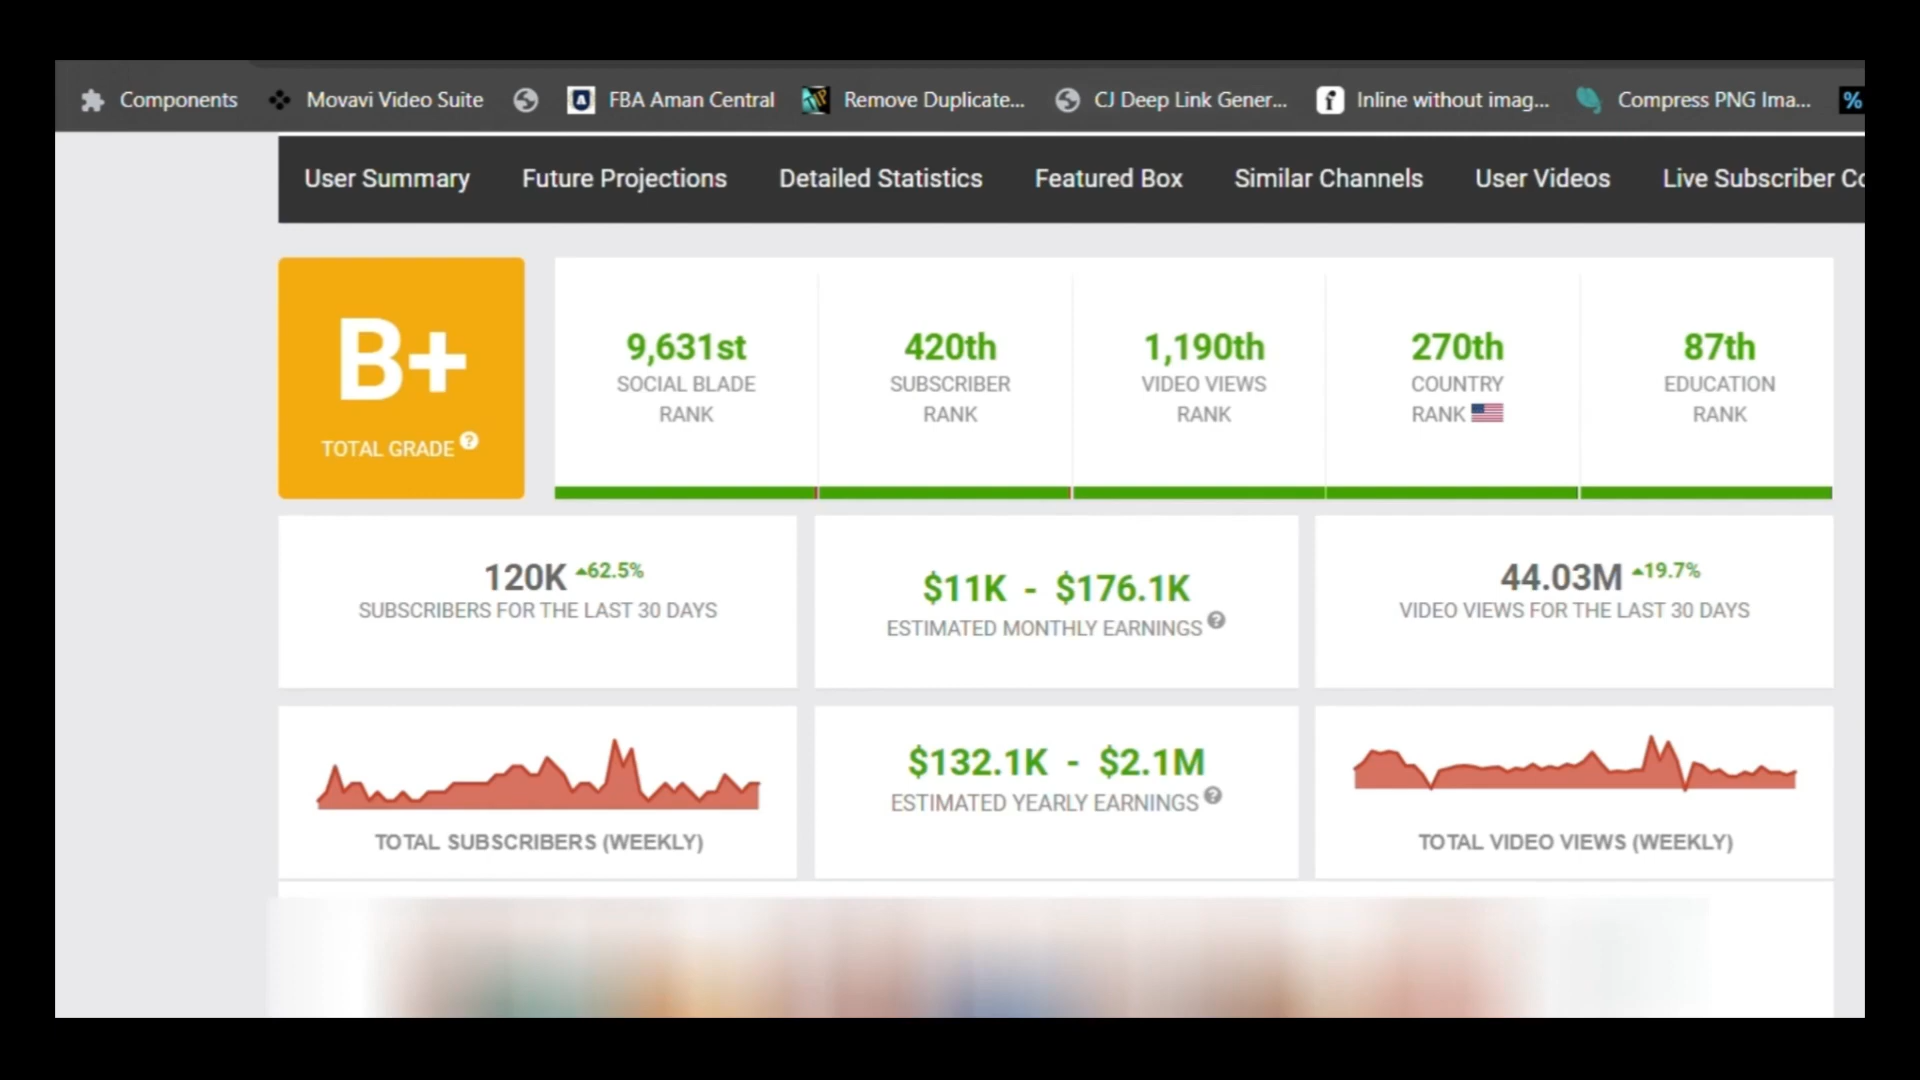 Components Movavi Video Suite FBA Aman Central Remove Duplicate... CJ Deep Link Gener... Inline without imag... Compress PNG Ima... %
User Summary Future Projections Detailed Statistics Featured Box Similar Channels User Videos Live Subscriber Co
B+
TOTAL GRADE ?
9,631st
SOCIAL BLADE
RANK
420th
SUBSCRIBER
RANK
1,190th
VIDEO VIEWS
RANK
270th
COUNTRY
RANK
87th
EDUCATION
RANK
120K 62.5%
SUBSCRIBERS FOR THE LAST 30 DAYS
$11K - $176.1K
ESTIMATED MONTHLY EARNINGS ?
44.03M 19.7%
VIDEO VIEWS FOR THE LAST 30 DAYS
TOTAL SUBSCRIBERS (WEEKLY)
$132.1K - $2.1M
ESTIMATED YEARLY EARNINGS ?
TOTAL VIDEO VIEWS (WEEKLY)